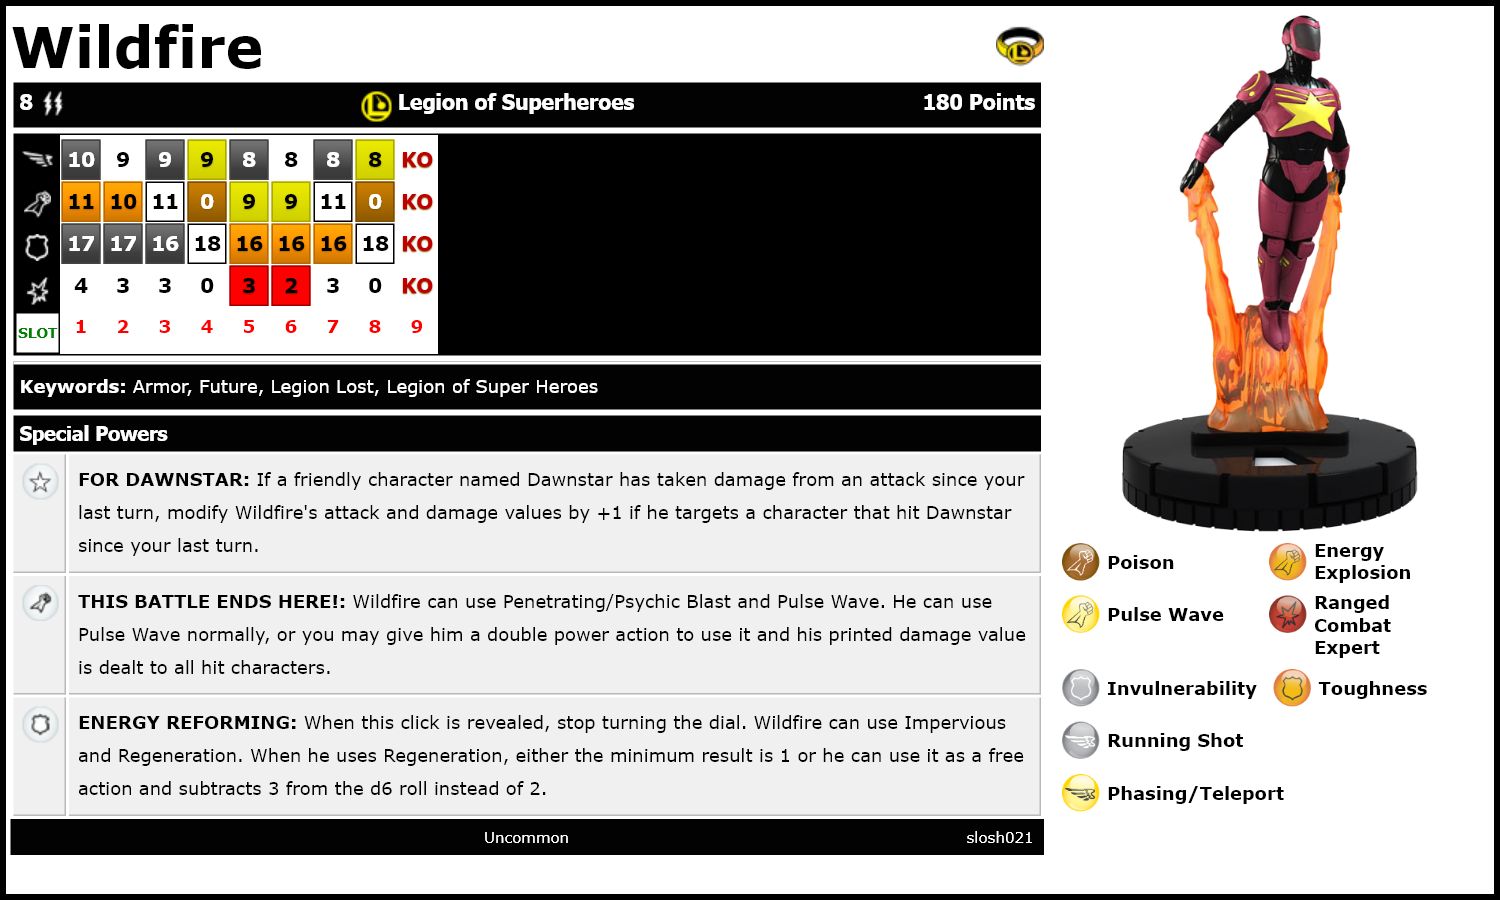 Wildfire
8 Legion of Superheroes 180 Points
10 9 9 9 8 8 8 8 KO
11 10 11 0 9 9 11 0 KO
17 17 16 18 16 16 16 18 KO
4 3 3 0 3 2 3 0 KO
SLOT 1 2 3 4 5 6 7 8 9
Keywords: Armor, Future, Legion Lost, Legion of Super Heroes
Special Powers
FOR DAWNSTAR: If a friendly character named Dawnstar has taken damage from an attack since your
last turn, modify Wildfire's attack and damage values by +1 if he targets a character that hit Dawnstar
since your last turn.
THIS BATTLE ENDS HERE!: Wildfire can use Penetrating/Psychic Blast and Pulse Wave. He can use
Pulse Wave normally, or you may give him a double power action to use it and his printed damage value
is dealt to all hit characters.
ENERGY REFORMING: When this click is revealed, stop turning the dial. Wildfire can use Impervious
and Regeneration. When he uses Regeneration, either the minimum result is 1 or he can use it as a free
action and subtracts 3 from the d6 roll instead of 2.
Uncommon slosh021
Poison
Energy
Explosion
Pulse Wave
Ranged
Combat
Expert
Invulnerability
Toughness
Running Shot
Phasing/Teleport